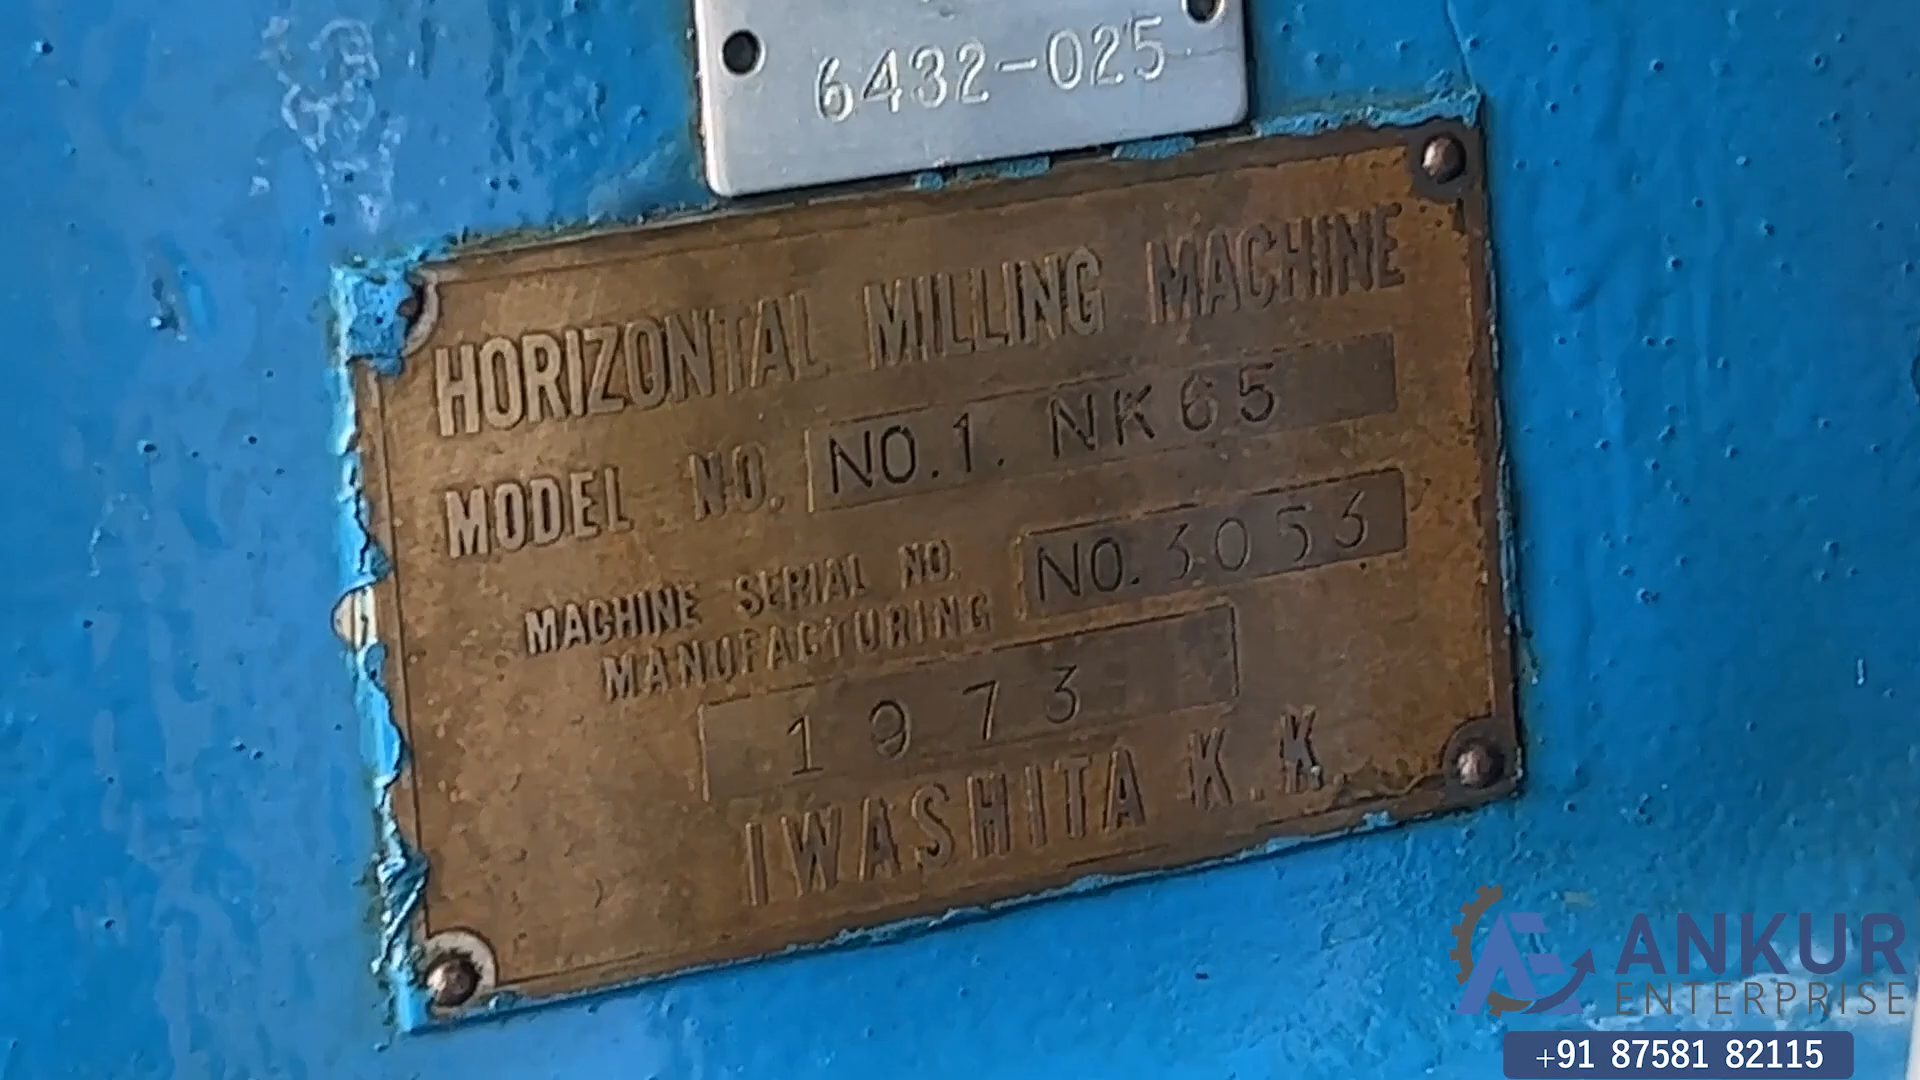 6432-025
HORIZONTAL MILLING MACHINE
MODEL NO. NO.1. NK65
MACHINE SERIAL NO. NO.3053
MANUFACTURING
1973
IWASHITA K.K
ANKUR
ENTERPRISE
+91 87581 82115